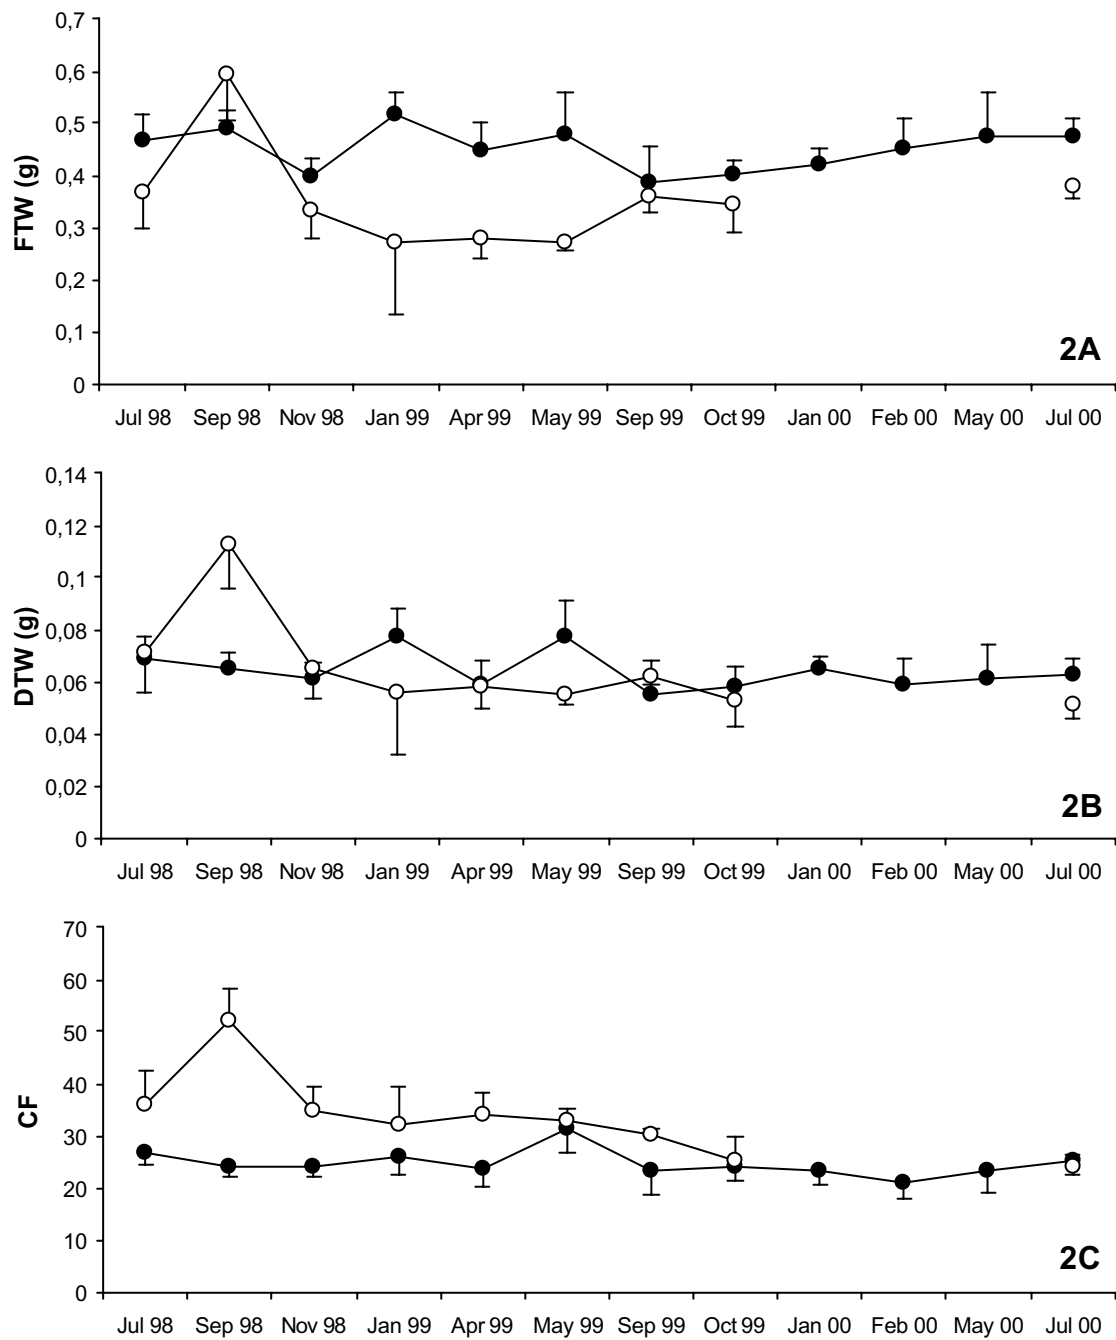 0,7
0,6
0,5
0,4
0,3
0,2
0,1
0
FTW (g)
2A
Jul 98 Sep 98 Nov 98 Jan 99 Apr 99 May 99 Sep 99 Oct 99 Jan 00 Feb 00 May 00 Jul 00
0,14
0,12
0,1
0,08
0,06
0,04
0,02
0
DTW (g)
2B
Jul 98 Sep 98 Nov 98 Jan 99 Apr 99 May 99 Sep 99 Oct 99 Jan 00 Feb 00 May 00 Jul 00
70
60
50
40
30
20
10
0
CF
2C
Jul 98 Sep 98 Nov 98 Jan 99 Apr 99 May 99 Sep 99 Oct 99 Jan 00 Feb 00 May 00 Jul 00